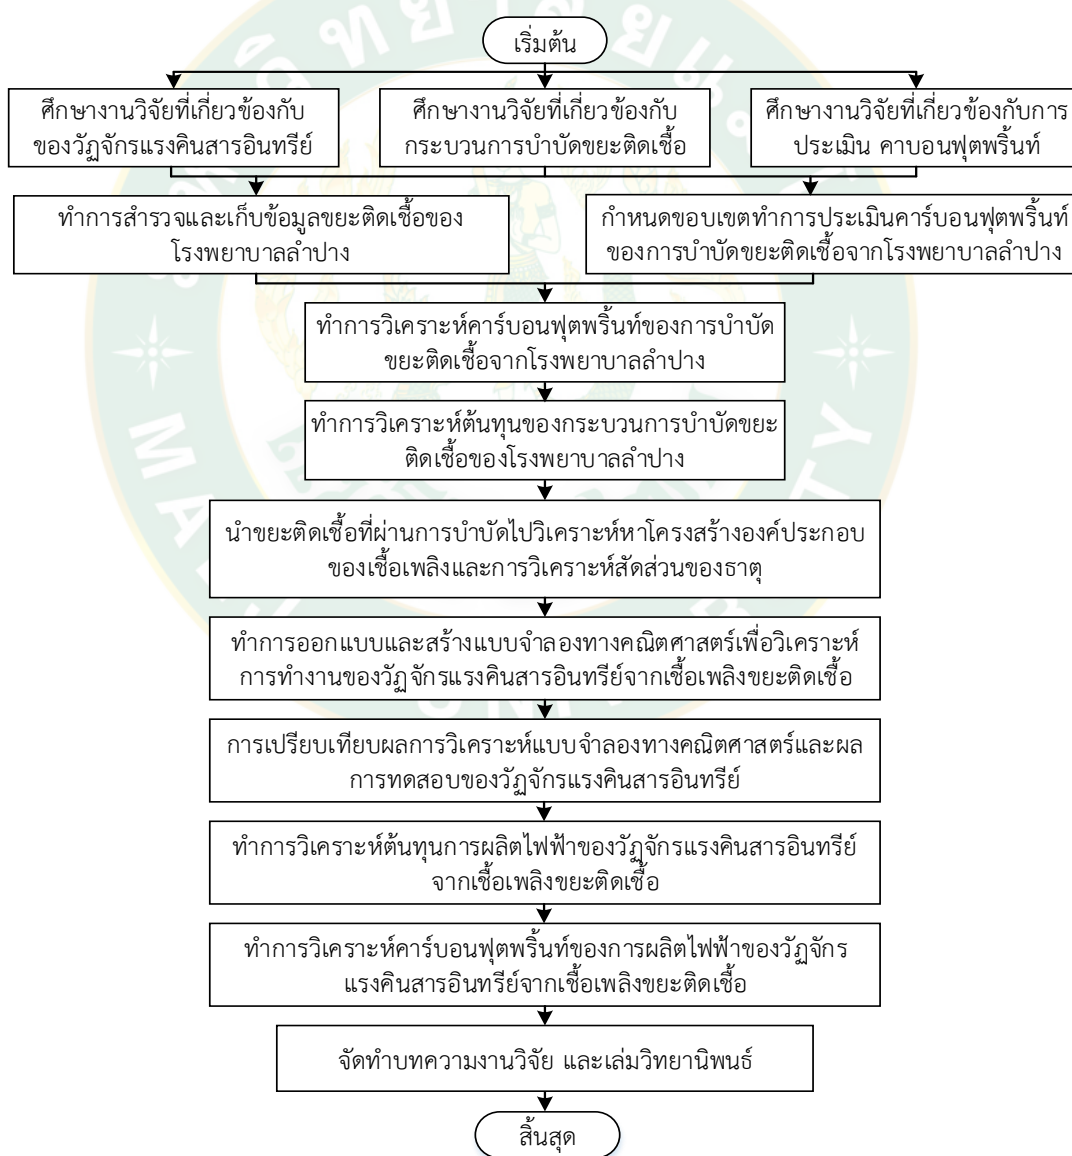 เริ่มต้น
ศึกษางานวิจัยที่เกี่ยวข้องกับ
ของวัฏจักรแรงคินสารอินทรีย์
ศึกษางานวิจัยที่เกี่ยวข้องกับ
กระบวนการบำบัดขยะติดเชื้อ
ศึกษางานวิจัยที่เกี่ยวข้องกับการ
ประเมิน คาบอนฟุตพริ้นท์
ทำการสำรวจและเก็บข้อมูลขยะติดเชื้อของ
โรงพยาบาลลำปาง
กำหนดขอบเขตทำการประเมินคาร์บอนฟุตพริ้นท์
ของการบำบัดขยะติดเชื้อจากโรงพยาบาลลำปาง
ทำการวิเคราะห์คาร์บอนฟุตพริ้นท์ของการบำบัด
ขยะติดเชื้อจากโรงพยาบาลลำปาง
ทำการวิเคราะห์ต้นทุนของกระบวนการบำบัดขยะ
ติดเชื้อของโรงพยาบาลลำปาง
นำขยะติดเชื้อที่ผ่านการบำบัดไปวิเคราะห์หาโครงสร้างองค์ประกอบ
ของเชื้อเพลิงและการวิเคราะห์สัดส่วนของธาตุ
ทำการออกแบบและสร้างแบบจำลองทางคณิตศาสตร์เพื่อวิเคราะห์
การทำงานของวัฏจักรแรงคินสารอินทรีย์จากเชื้อเพลิงขยะติดเชื้อ
การเปรียบเทียบผลการวิเคราะห์แบบจำลองทางคณิตศาสตร์และผล
การทดสอบของวัฏจักรแรงคินสารอินทรีย์
ทำการวิเคราะห์ต้นทุนการผลิตไฟฟ้าของวัฏจักรแรงคินสารอินทรีย์
จากเชื้อเพลิงขยะติดเชื้อ
ทำการวิเคราะห์คาร์บอนฟุตพริ้นท์ของการผลิตไฟฟ้าของวัฏจักร
แรงคินสารอินทรีย์จากเชื้อเพลิงขยะติดเชื้อ
จัดทำบทความงานวิจัย และเล่มวิทยานิพนธ์
สิ้นสุด